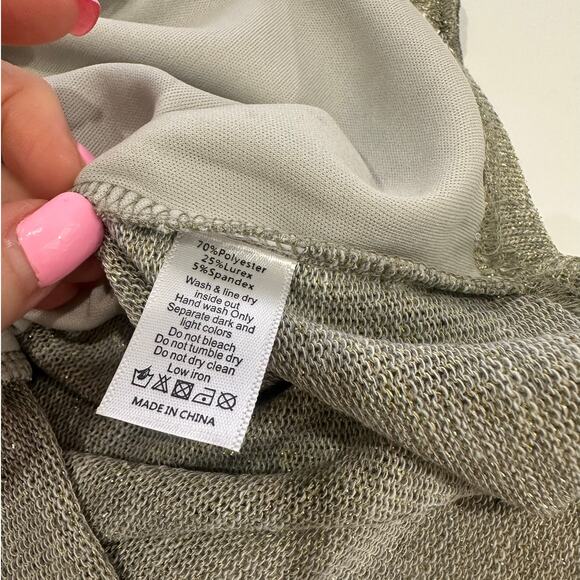 70%Polyester
25%Lurex
5%Spandex
Wash & line dry
inside out
Hand wash Only
Separate dark and
light colors
Do not bleach
Do not tumble dry
Do not dry clean
Low iron
MADE IN CHINA